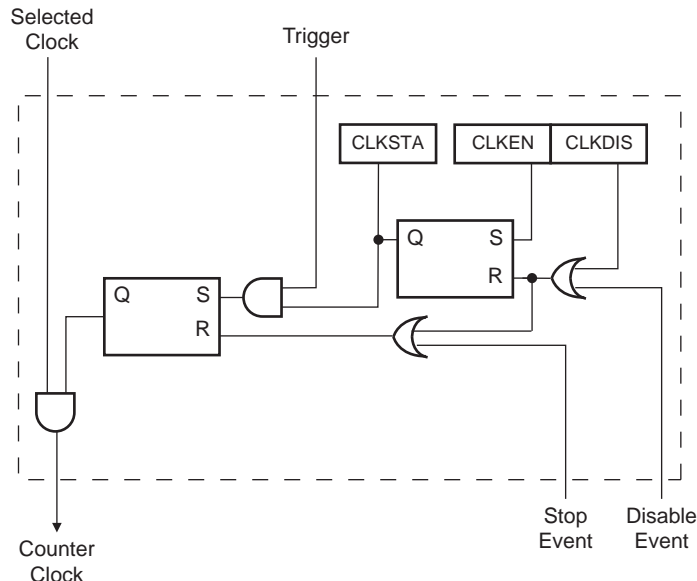 Selected
Clock
Trigger
CLKSTA
CLKEN
CLKDIS
Q
S
R
Q
S
R
Stop
Event
Disable
Event
Counter
Clock